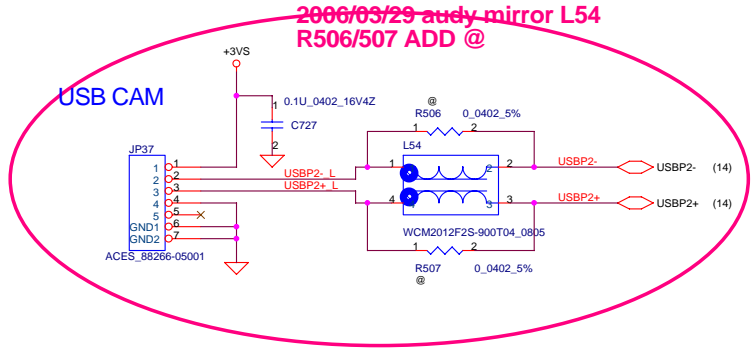 2006/03/29 audy mirror L54
R506/507 ADD @
+3VS
USB CAM
1
0.1U_0402_16V4Z
C727
2
@
R506
0_0402_5%
1
2
JP37
L54
1
1
2
2
3
3
4
4
5
5
GND1
6
GND2
7
ACES_88266-05001
USBP2-_L
USBP2+_L
1
2
2
4
4
3
3
USBP2-
USBP2-
(14)
USBP2+
USBP2+
(14)
WCM2012F2S-900T04_0805
1
2
R507
0_0402_5%
@